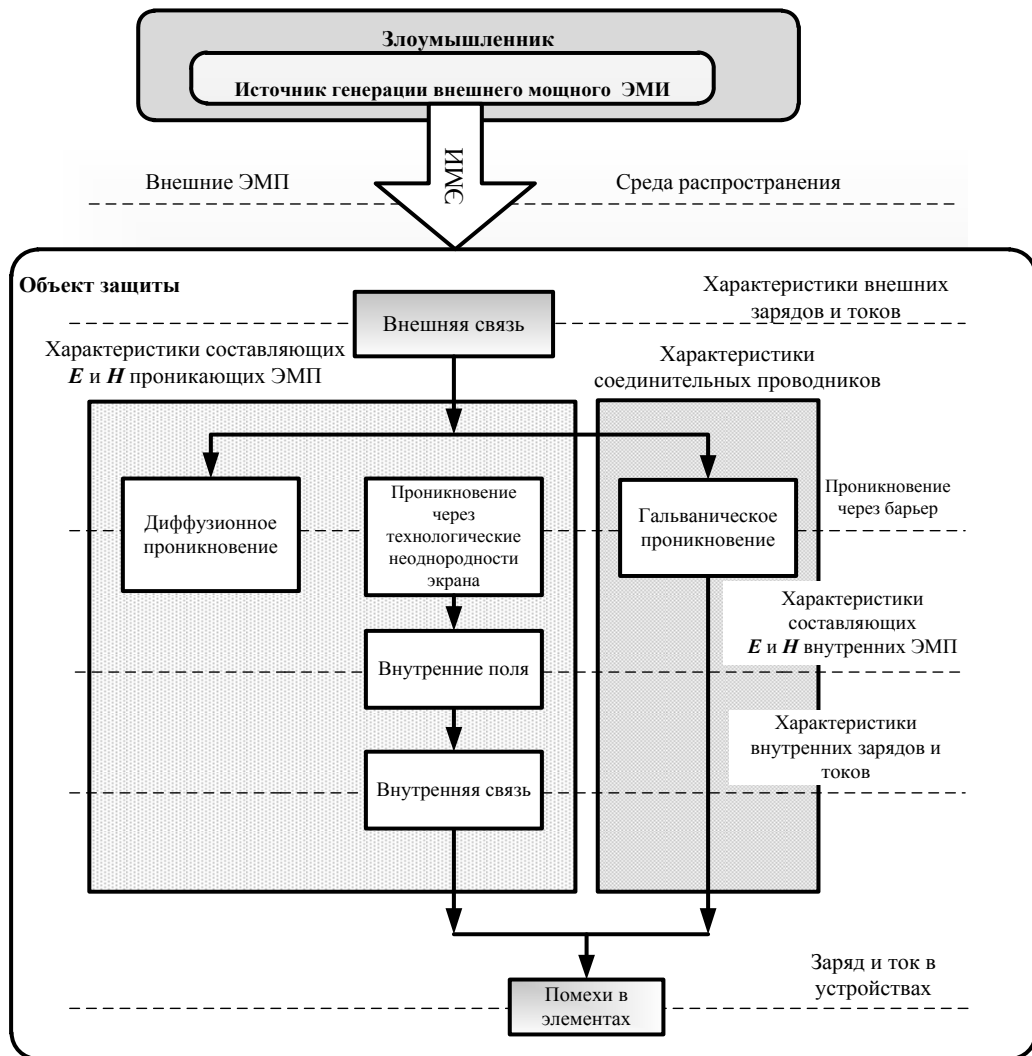 Злоумышленник
Источник генерации внешнего мощного ЭМИ
ЭМИ
Внешние ЭМП
Среда распространения
Объект защиты
Характеристики внешних
зарядов и токов
Внешняя связь
Характеристики составляющих
E и H проникающих ЭМП
Характеристики
соединительных проводников
Диффузионное
проникновение
Проникновение
через
технологические
неоднородности
экрана
Гальваническое
проникновение
Проникновение
через барьер
Характеристики
составляющих
E и H внутренних ЭМП
Внутренние поля
Характеристики
внутренних зарядов и
токов
Внутренняя связь
Заряд и ток в
устройствах
Помехи в
элементах